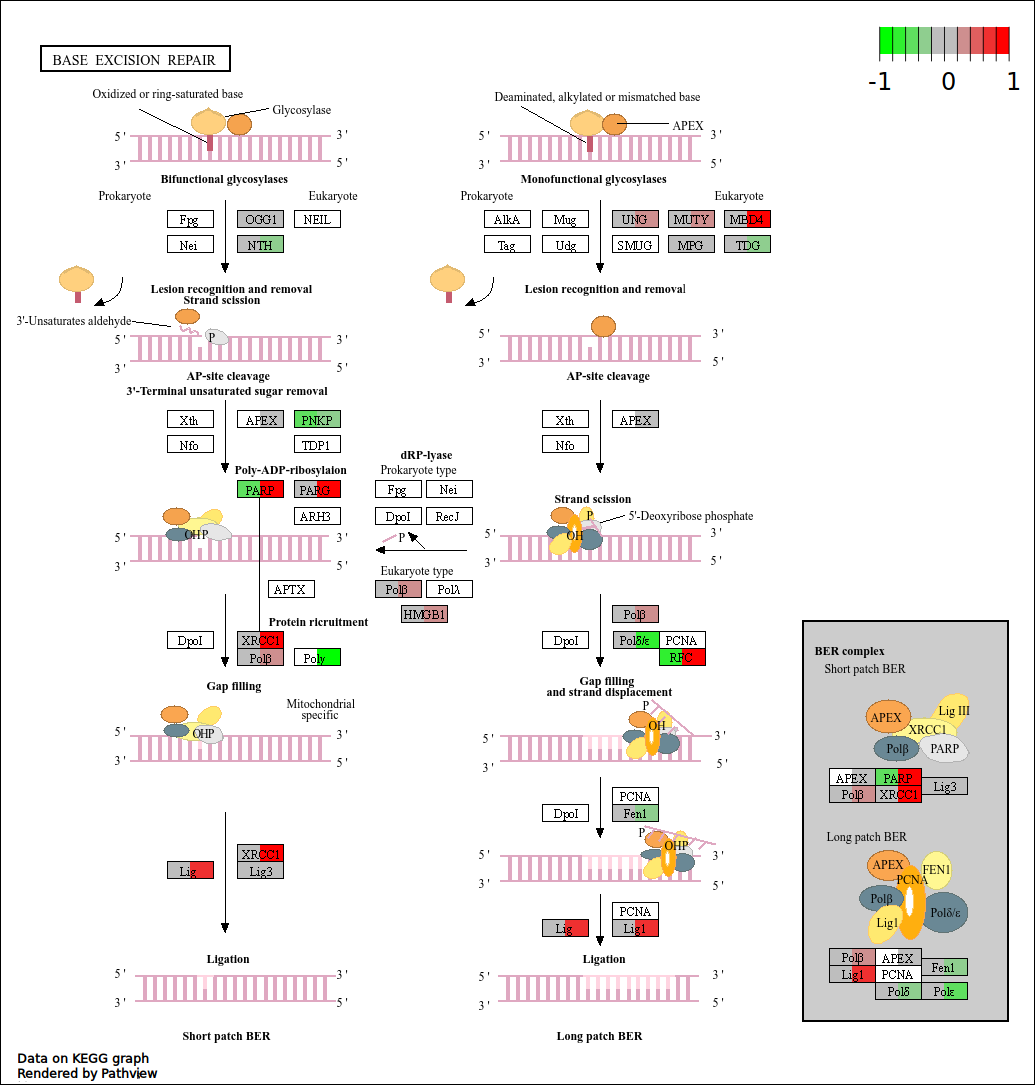 BASE EXCISION REPAIR
-1 0 1
Oxidized or ring-saturated base
Glycosylase
5' 3'
3' 5'
Bifunctional glycosylases
Prokaryote Eukaryote
Fpg OGG1 NEIL
Nei NTH
Deaminated, alkylated or mismatched base
APEX
5' 3'
3' 5'
Monofunctional glycosylases
Prokaryote Eukaryote
AlkA Mug UNG MUTY MBD4
Tag Udg SMUG MPG TDG
Lesion recognition and removal
Strand scission
3'-Unsaturates aldehyde
P
5' 3'
3' 5'
AP-site cleavage
3'-Terminal unsaturated sugar removal
Xth APEX PNKP
Nfo TDP1
Lesion recognition and removal
5' 3'
3' 5'
AP-site cleavage
Xth APEX
Nfo
Poly-ADP-ribosylaion
PARP PARG
ARH3
OHP
5' 3'
3' 5'
APTX
dRP-lyase
Prokaryote type
Fpg Nei
DpoI RecJ
P
Eukaryote type
Polβ Polλ
HMGB1
Strand scission
P
5'-Deoxyribose phosphate
OH
5' 3'
3' 5'
Protein ricruitment
DpoI XRCC1
Polβ Polγ
Gap filling
Mitochondrial
specific
OHP
5' 3'
3' 5'
Polβ
DpoI Polδ/ε PCNA
RFC
Gap filling
and strand displacement
P
OH
5' 3'
3' 5'
PCNA
DpoI Fen1
P
OHP
5' 3'
3' 5'
XRCC1
Lig Lig3
Ligation
5' 3'
3' 5'
Short patch BER
PCNA
Lig Lig1
Ligation
5' 3'
3' 5'
Long patch BER
BER complex
Short patch BER
APEX Lig III
XRCC1
Polβ PARP
APEX PARP Lig3
Polβ XRCC1
Long patch BER
APEX FEN1
PCNA
Polβ Polδ/ε
Lig1
Polβ APEX Fen1
Lig1 PCNA
Polδ Polε
Data on KEGG graph
Rendered by Pathview